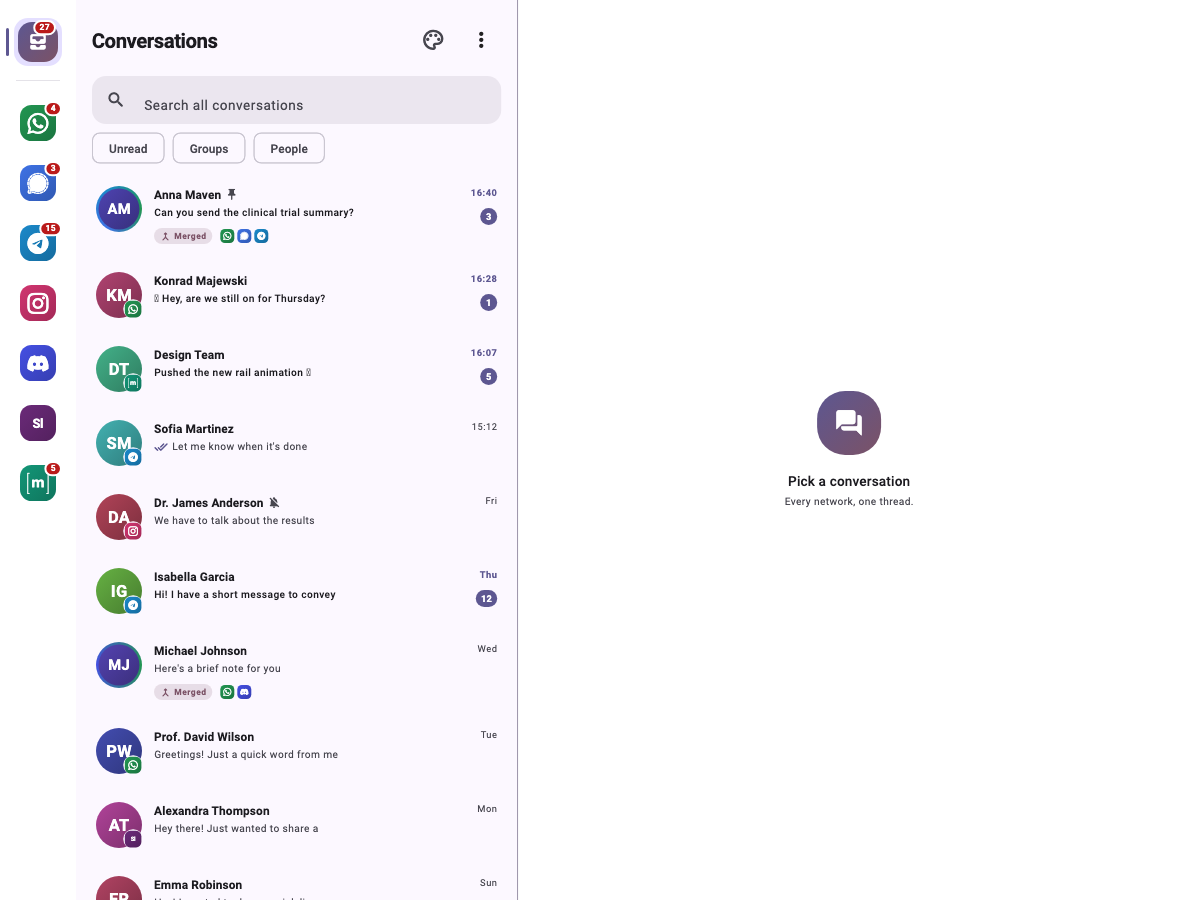 27
4
3
15
Sl
[m]
5
Conversations
Search all conversations
Unread
Groups
People
AM
Anna Maven
16:40
Can you send the clinical trial summary?
3
Merged
KM
Konrad Majewski
16:28
Hey, are we still on for Thursday?
1
DT
[m]
Design Team
16:07
Pushed the new rail animation
5
SM
Sofia Martinez
15:12
Let me know when it's done
DA
Dr. James Anderson
Fri
We have to talk about the results
IG
Isabella Garcia
Thu
Hi! I have a short message to convey
12
MJ
Michael Johnson
Wed
Here's a brief note for you
Merged
PW
Prof. David Wilson
Tue
Greetings! Just a quick word from me
AT
Sl
Alexandra Thompson
Mon
Hey there! Just wanted to share a
ER
Emma Robinson
Sun
Pick a conversation
Every network, one thread.